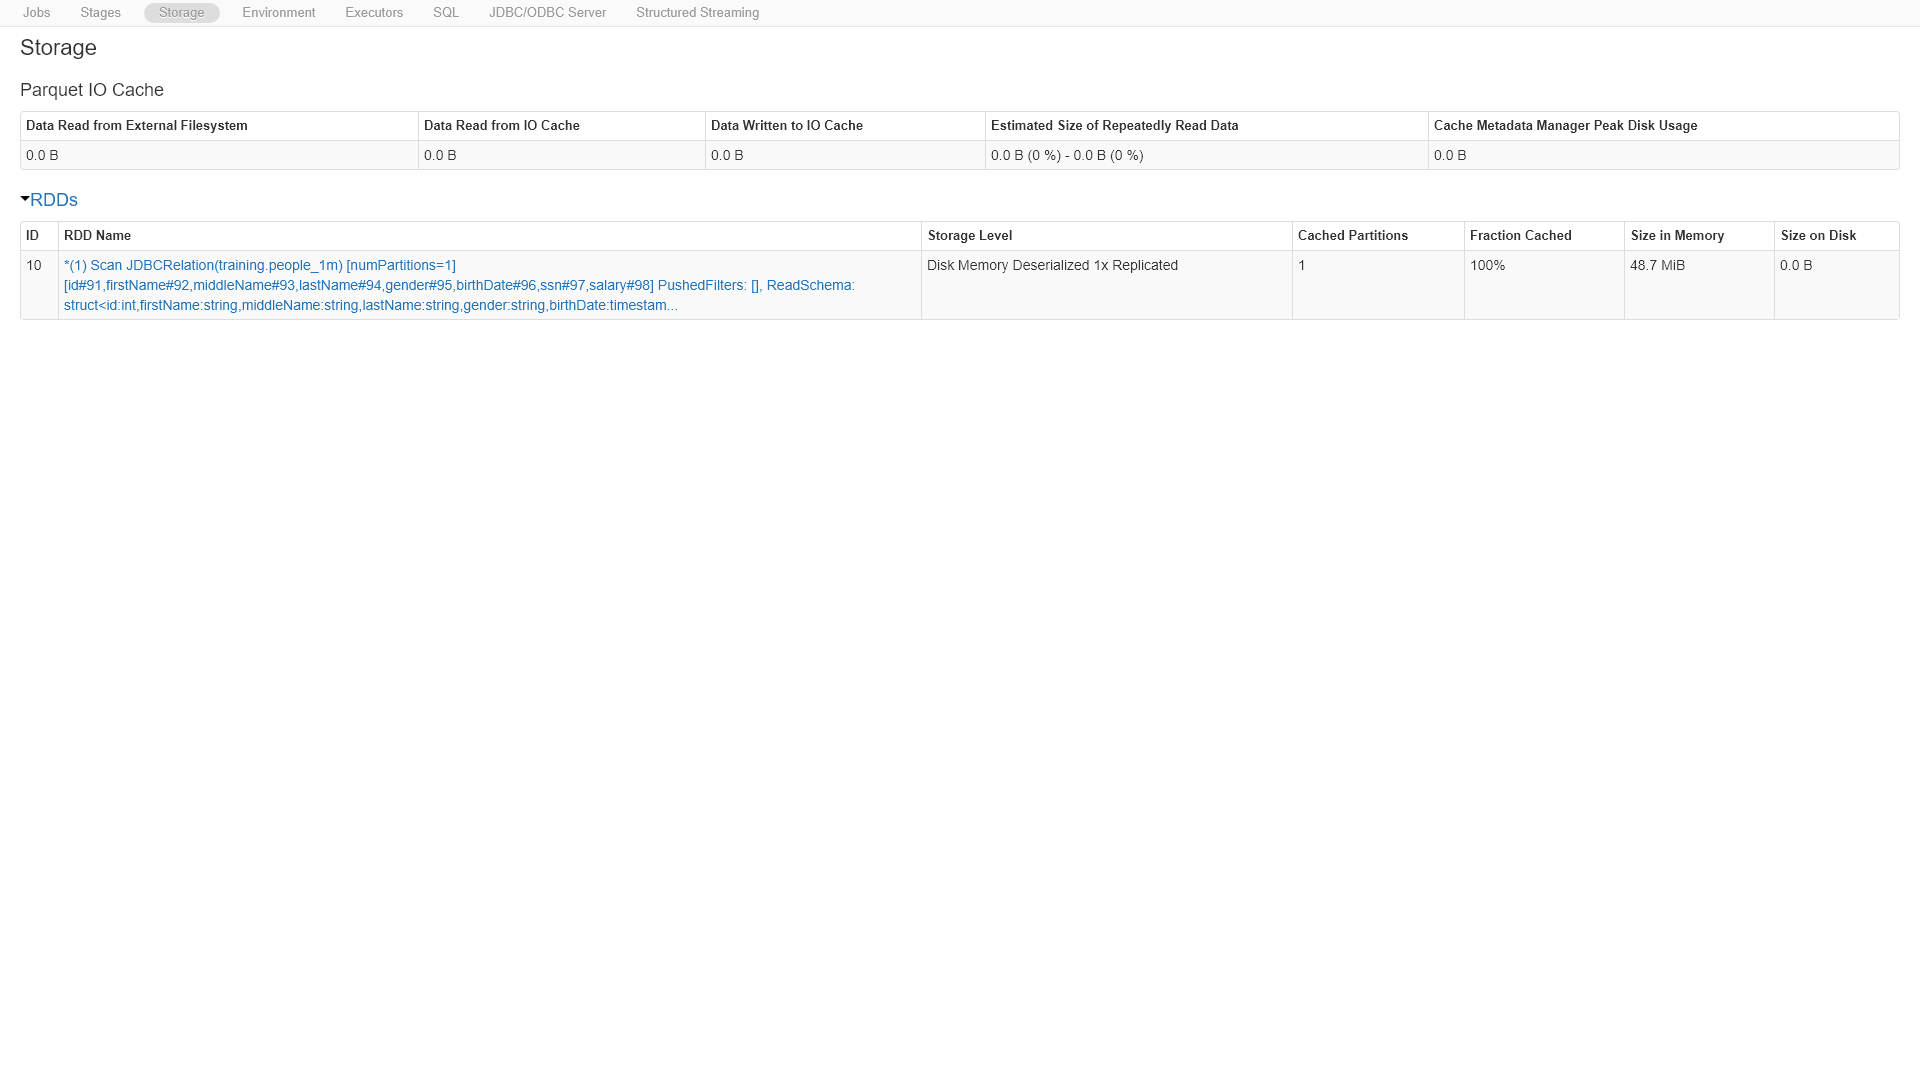 Jobs Stages Storage Environment Executors SQL JDBC/ODBC Server Structured Streaming
Storage
Parquet IO Cache
Data Read from External Filesystem Data Read from IO Cache Data Written to IO Cache Estimated Size of Repeatedly Read Data Cache Metadata Manager Peak Disk Usage
0.0 B 0.0 B 0.0 B 0.0 B (0 %) - 0.0 B (0 %) 0.0 B
RDDs
ID RDD Name Storage Level Cached Partitions Fraction Cached Size in Memory Size on Disk
10 *(1) Scan JDBCRelation(training.people_1m) [numPartitions=1] Disk Memory Deserialized 1x Replicated 1 100% 48.7 MiB 0.0 B
[id#91,firstName#92,middleName#93,lastName#94,gender#95,birthDate#96,ssn#97,salary#98] PushedFilters: [], ReadSchema:
struct<id:int,firstName:string,middleName:string,lastName:string,gender:string,birthDate:timestam...